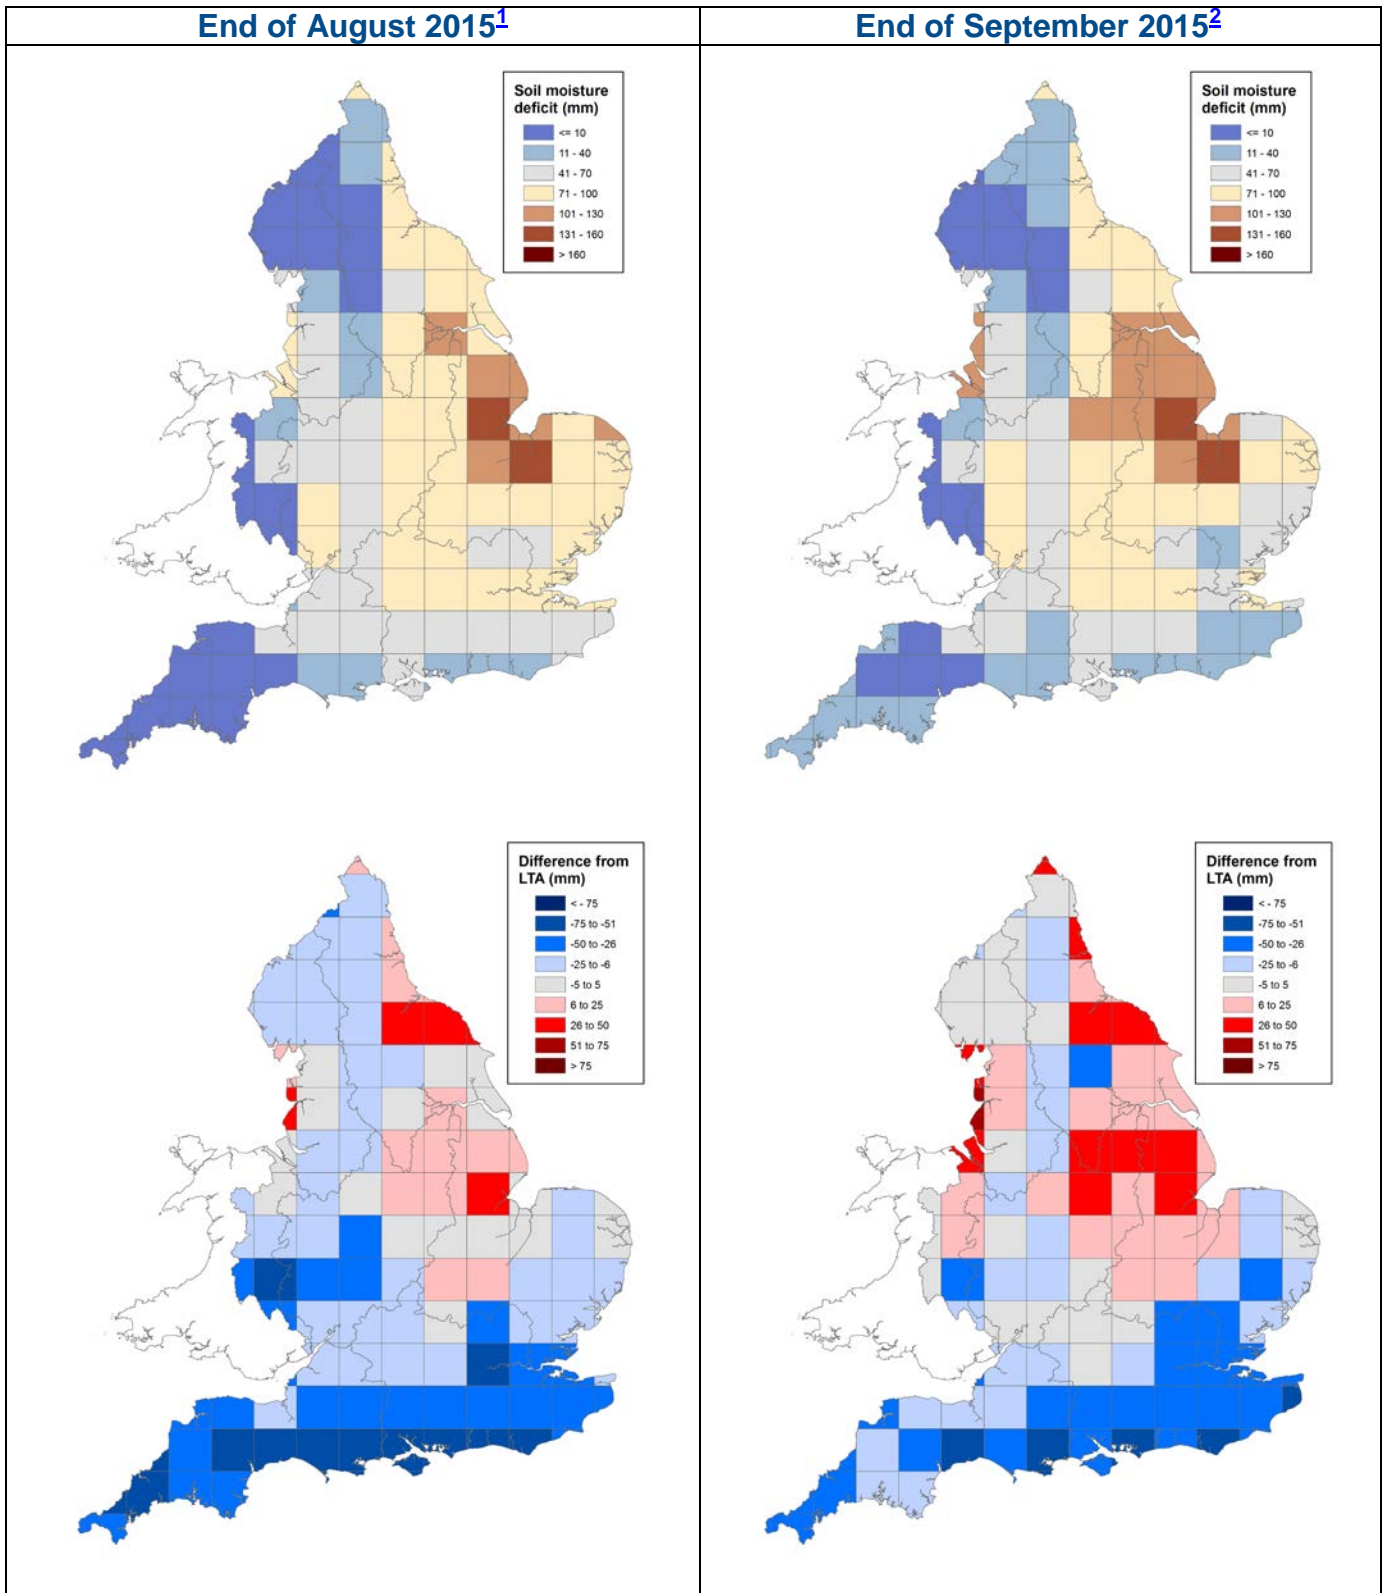 End of August 2015¹
End of September 2015²
Soil moisture
deficit (mm)
<= 10
11 - 40
41 - 70
71 - 100
101 - 130
131 - 160
> 160
Soil moisture
deficit (mm)
<= 10
11 - 40
41 - 70
71 - 100
101 - 130
131 - 160
> 160
Difference from
LTA (mm)
< - 75
-75 to -51
-50 to -26
-25 to -6
-5 to 5
6 to 25
26 to 50
51 to 75
> 75
Difference from
LTA (mm)
< - 75
-75 to -51
-50 to -26
-25 to -6
-5 to 5
6 to 25
26 to 50
51 to 75
> 75